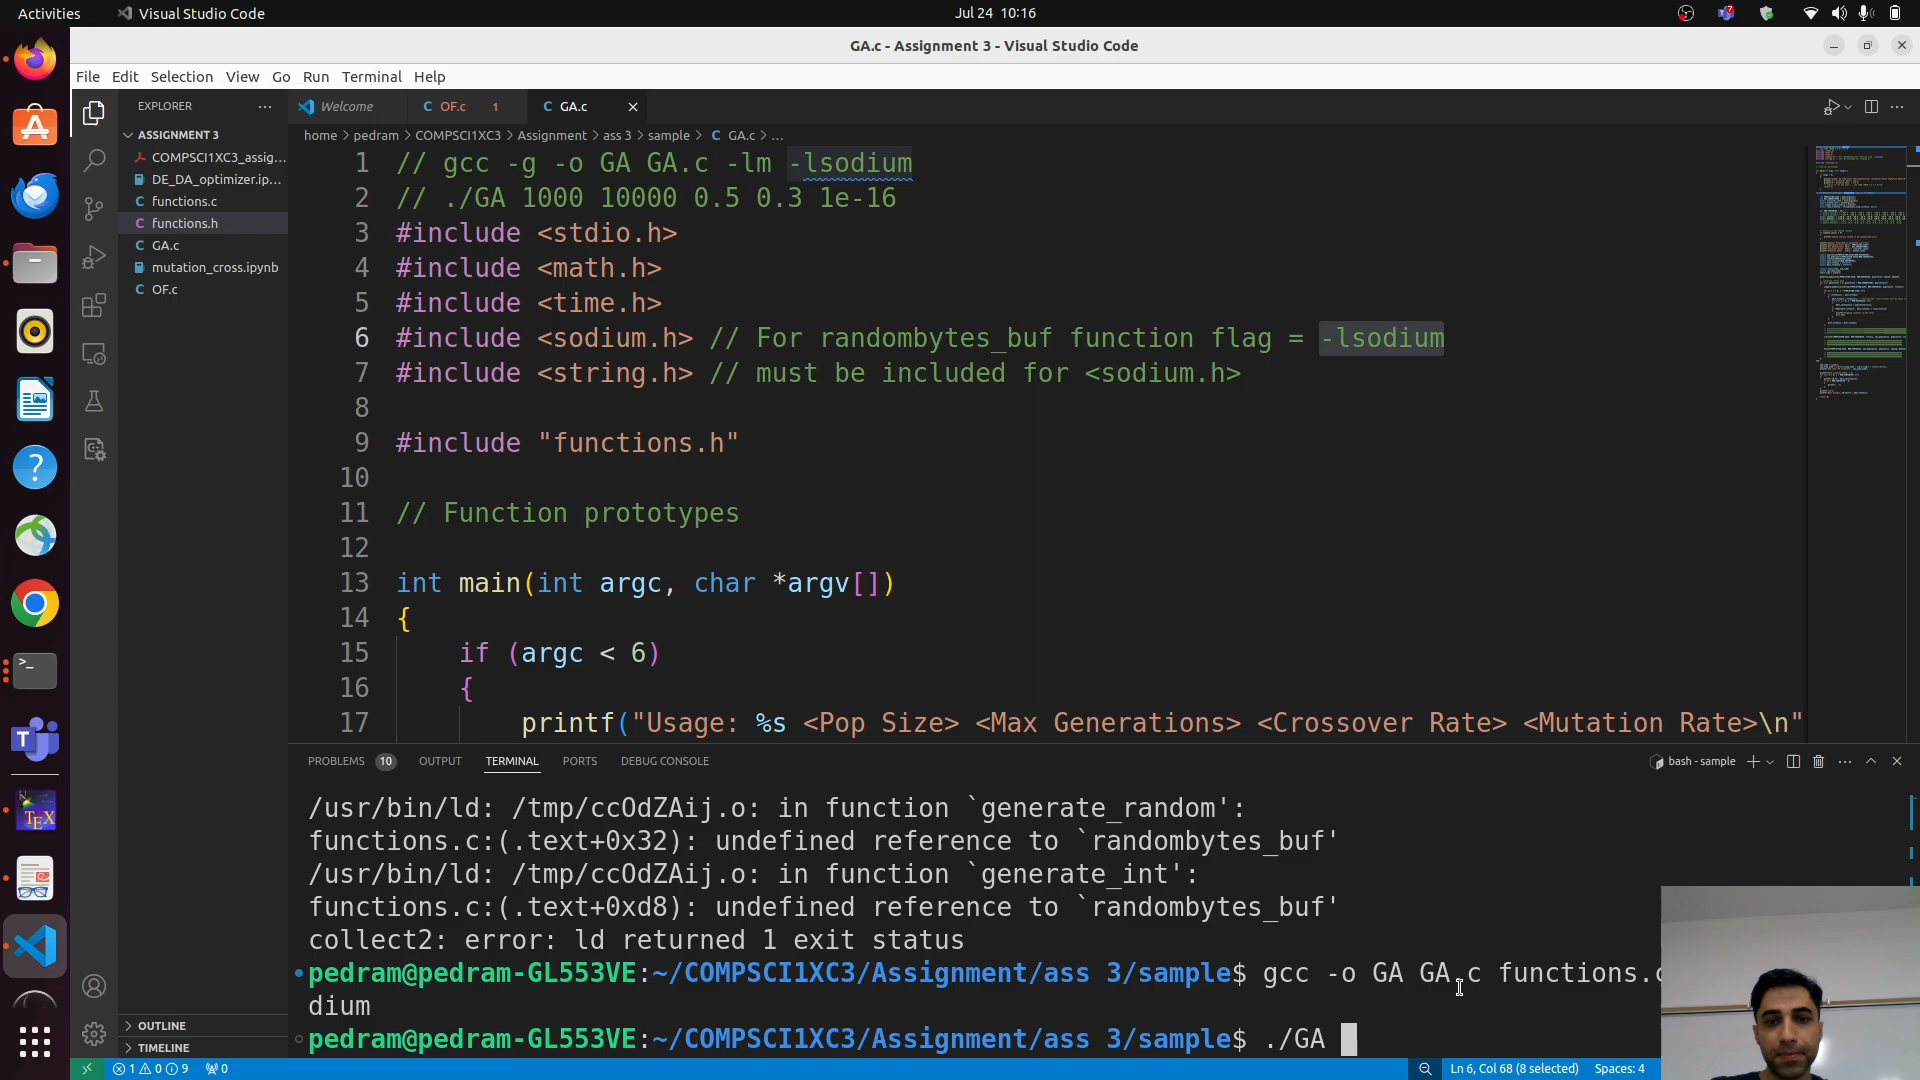 Activities
Visual Studio Code
Jul 24 10:16
GA.c - Assignment 3 - Visual Studio Code
File Edit Selection View Go Run Terminal Help
EXPLORER
ASSIGNMENT 3
COMPSCI1XC3_assig...
DE_DA_optimizer.ip...
functions.c
functions.h
GA.c
mutation_cross.ipynb
OF.c
OUTLINE
TIMELINE
Welcome
OF.c 1
GA.c
home > pedram > COMPSCI1XC3 > Assignment > ass 3 > sample > GA.c > ...
1 // gcc -g -o GA GA.c -lm -lsodium
2 // ./GA 1000 10000 0.5 0.3 1e-16
3 #include <stdio.h>
4 #include <math.h>
5 #include <time.h>
6 #include <sodium.h> // For randombytes_buf function flag = -lsodium
7 #include <string.h> // must be included for <sodium.h>
8
9 #include "functions.h"
10
11 // Function prototypes
12
13 int main(int argc, char *argv[])
14 {
15 if (argc < 6)
16 {
17 printf("Usage: %s <Pop Size> <Max Generations> <Crossover Rate> <Mutation Rate>\n"
PROBLEMS 10 OUTPUT TERMINAL PORTS DEBUG CONSOLE
bash - sample
/usr/bin/ld: /tmp/ccOdZAij.o: in function `generate_random':
functions.c:(.text+0x32): undefined reference to `randombytes_buf'
/usr/bin/ld: /tmp/ccOdZAij.o: in function `generate_int':
functions.c:(.text+0xd8): undefined reference to `randombytes_buf'
collect2: error: ld returned 1 exit status
pedram@pedram-GL553VE:~/COMPSCI1XC3/Assignment/ass 3/sample$ gcc -o GA GA.c functions.c
dium
pedram@pedram-GL553VE:~/COMPSCI1XC3/Assignment/ass 3/sample$ ./GA
1 0 9 0
Ln 6, Col 68 (8 selected) Spaces: 4